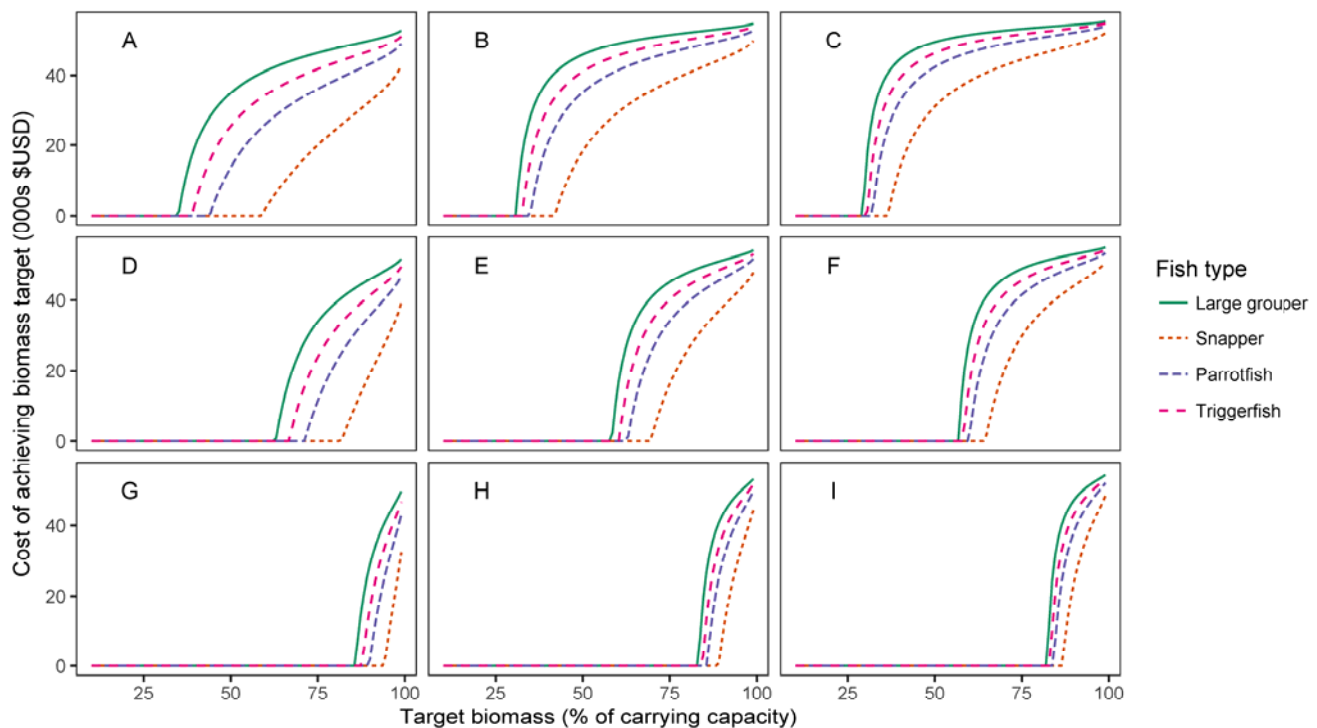 A B C
40
20
0
D E F
40
20
0
G H I
40
20
0
25 50 75 100 25 50 75 100 25 50 75 100
Cost of achieving biomass target (000s $USD)
Target biomass (% of carrying capacity)
Fish type
Large grouper
Snapper
Parrotfish
Triggerfish